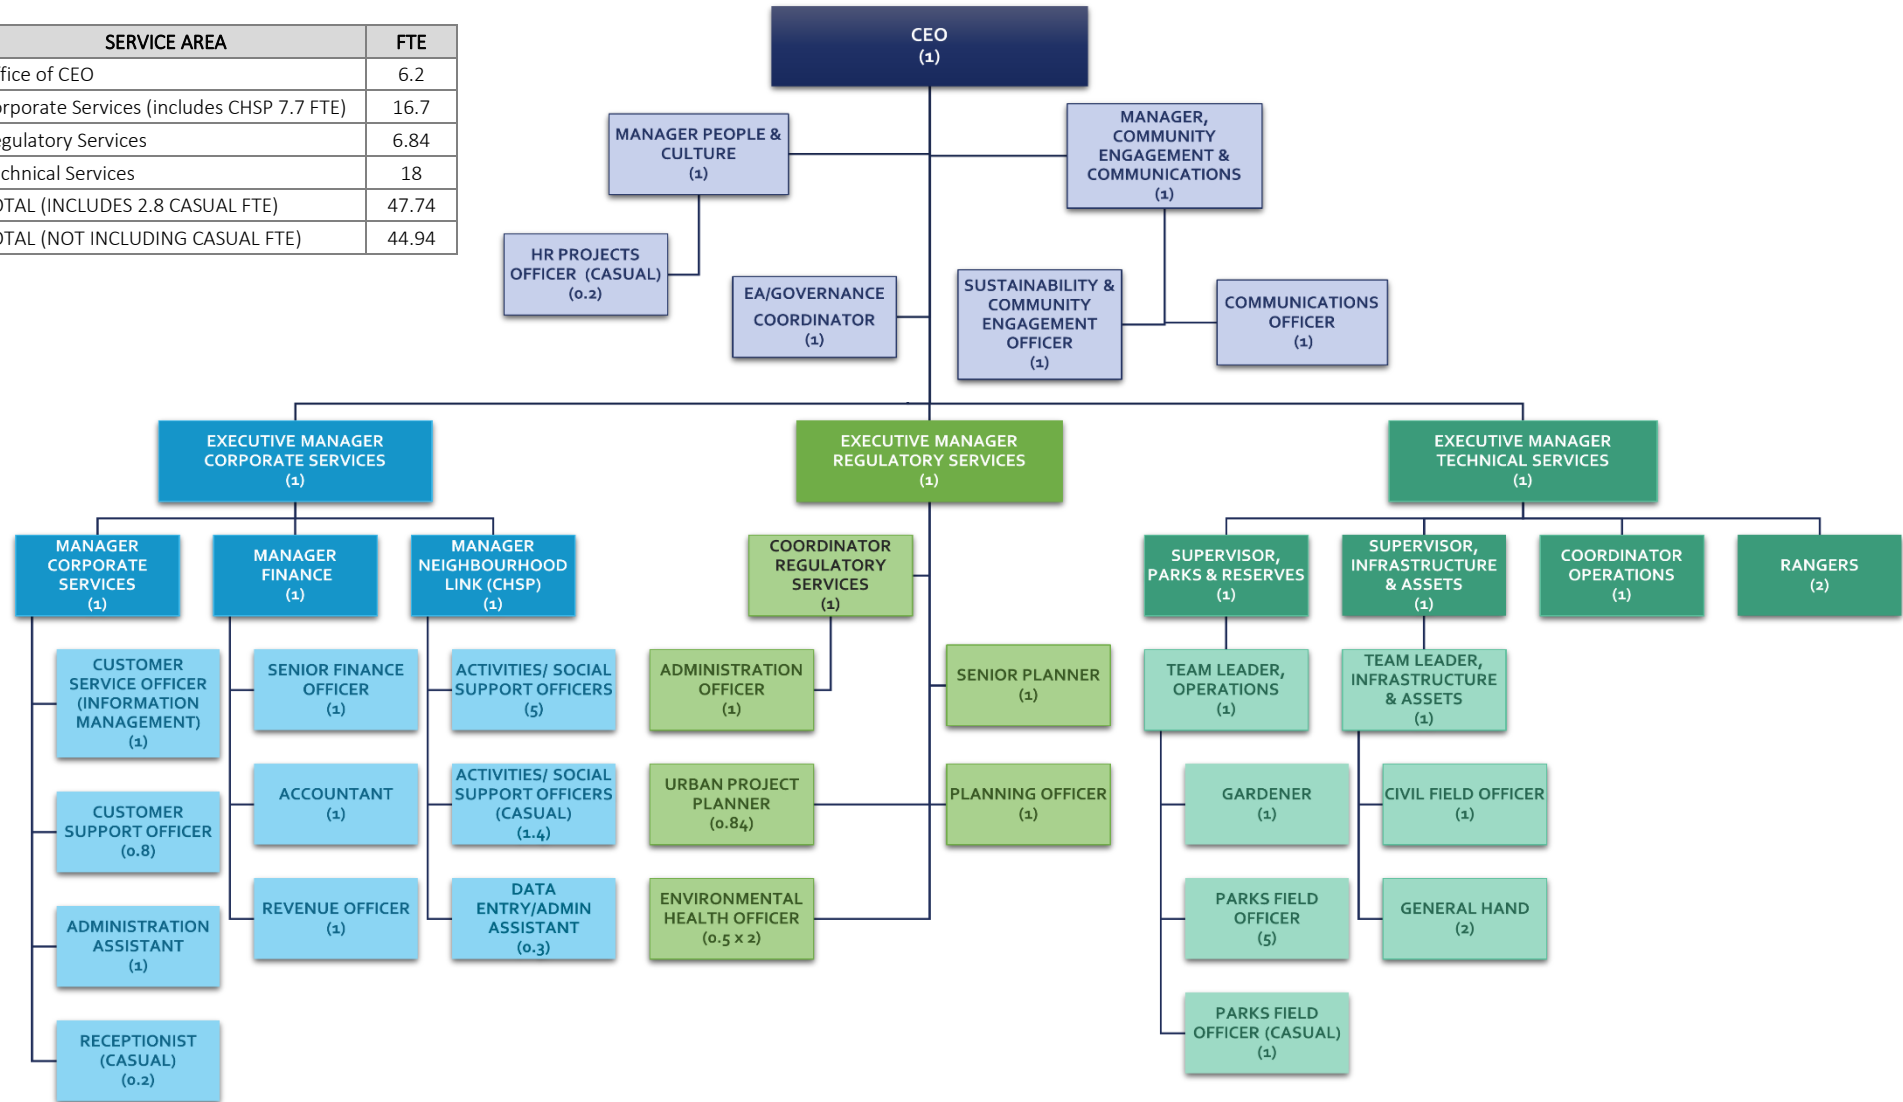 SERVICE AREA FTE
ffice of CEO 6.2
orporate Services (includes CHSP 7.7 FTE) 16.7
egulatory Services 6.84
chnical Services 18
OTAL (INCLUDES 2.8 CASUAL FTE) 47.74
OTAL (NOT INCLUDING CASUAL FTE) 44.94
CEO
(1)
MANAGER PEOPLE &
CULTURE
(1)
MANAGER,
COMMUNITY
ENGAGEMENT &
COMMUNICATIONS
(1)
HR PROJECTS
OFFICER (CASUAL)
(0.2)
EA/GOVERNANCE
COORDINATOR
(1)
SUSTAINABILITY &
COMMUNITY
ENGAGEMENT
OFFICER
(1)
COMMUNICATIONS
OFFICER
(1)
EXECUTIVE MANAGER
CORPORATE SERVICES
(1)
EXECUTIVE MANAGER
REGULATORY SERVICES
(1)
EXECUTIVE MANAGER
TECHNICAL SERVICES
(1)
MANAGER
CORPORATE
SERVICES
(1)
MANAGER
FINANCE
(1)
MANAGER
NEIGHBOURHOOD
LINK (CHSP)
(1)
COORDINATOR
REGULATORY
SERVICES
(1)
SUPERVISOR,
PARKS & RESERVES
(1)
SUPERVISOR,
INFRASTRUCTURE
& ASSETS
(1)
COORDINATOR
OPERATIONS
(1)
RANGERS
(2)
CUSTOMER
SERVICE OFFICER
(INFORMATION
MANAGEMENT)
(1)
SENIOR FINANCE
OFFICER
(1)
ACTIVITIES/ SOCIAL
SUPPORT OFFICERS
(5)
ADMINISTRATION
OFFICER
(1)
SENIOR PLANNER
(1)
TEAM LEADER,
OPERATIONS
(1)
TEAM LEADER,
INFRASTRUCTURE
& ASSETS
(1)
CUSTOMER
SUPPORT OFFICER
(0.8)
ACCOUNTANT
(1)
ACTIVITIES/ SOCIAL
SUPPORT OFFICERS
(CASUAL)
(1.4)
URBAN PROJECT
PLANNER
(0.84)
PLANNING OFFICER
(1)
GARDENER
(1)
CIVIL FIELD OFFICER
(1)
ADMINISTRATION
ASSISTANT
(1)
REVENUE OFFICER
(1)
DATA
ENTRY/ADMIN
ASSISTANT
(0.3)
ENVIRONMENTAL
HEALTH OFFICER
(0.5 x 2)
PARKS FIELD
OFFICER
(5)
GENERAL HAND
(2)
RECEPTIONIST
(CASUAL)
(0.2)
PARKS FIELD
OFFICER (CASUAL)
(1)